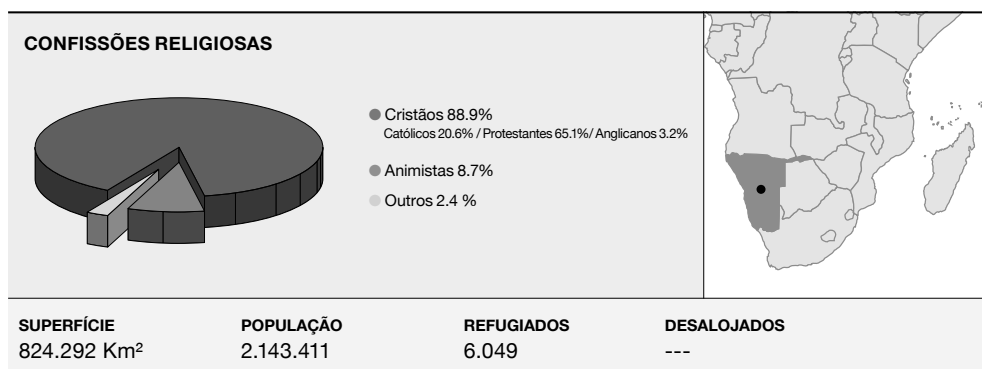 CONFISSÕES RELIGIOSAS
Cristãos 88.9%
Católicos 20.6% / Protestantes 65.1%/ Anglicanos 3.2%
Animistas 8.7%
Outros 2.4 %
SUPERFÍCIE POPULAÇÃO REFUGIADOS DESALOJADOS
824.292 Km² 2.143.411 6.049 ---